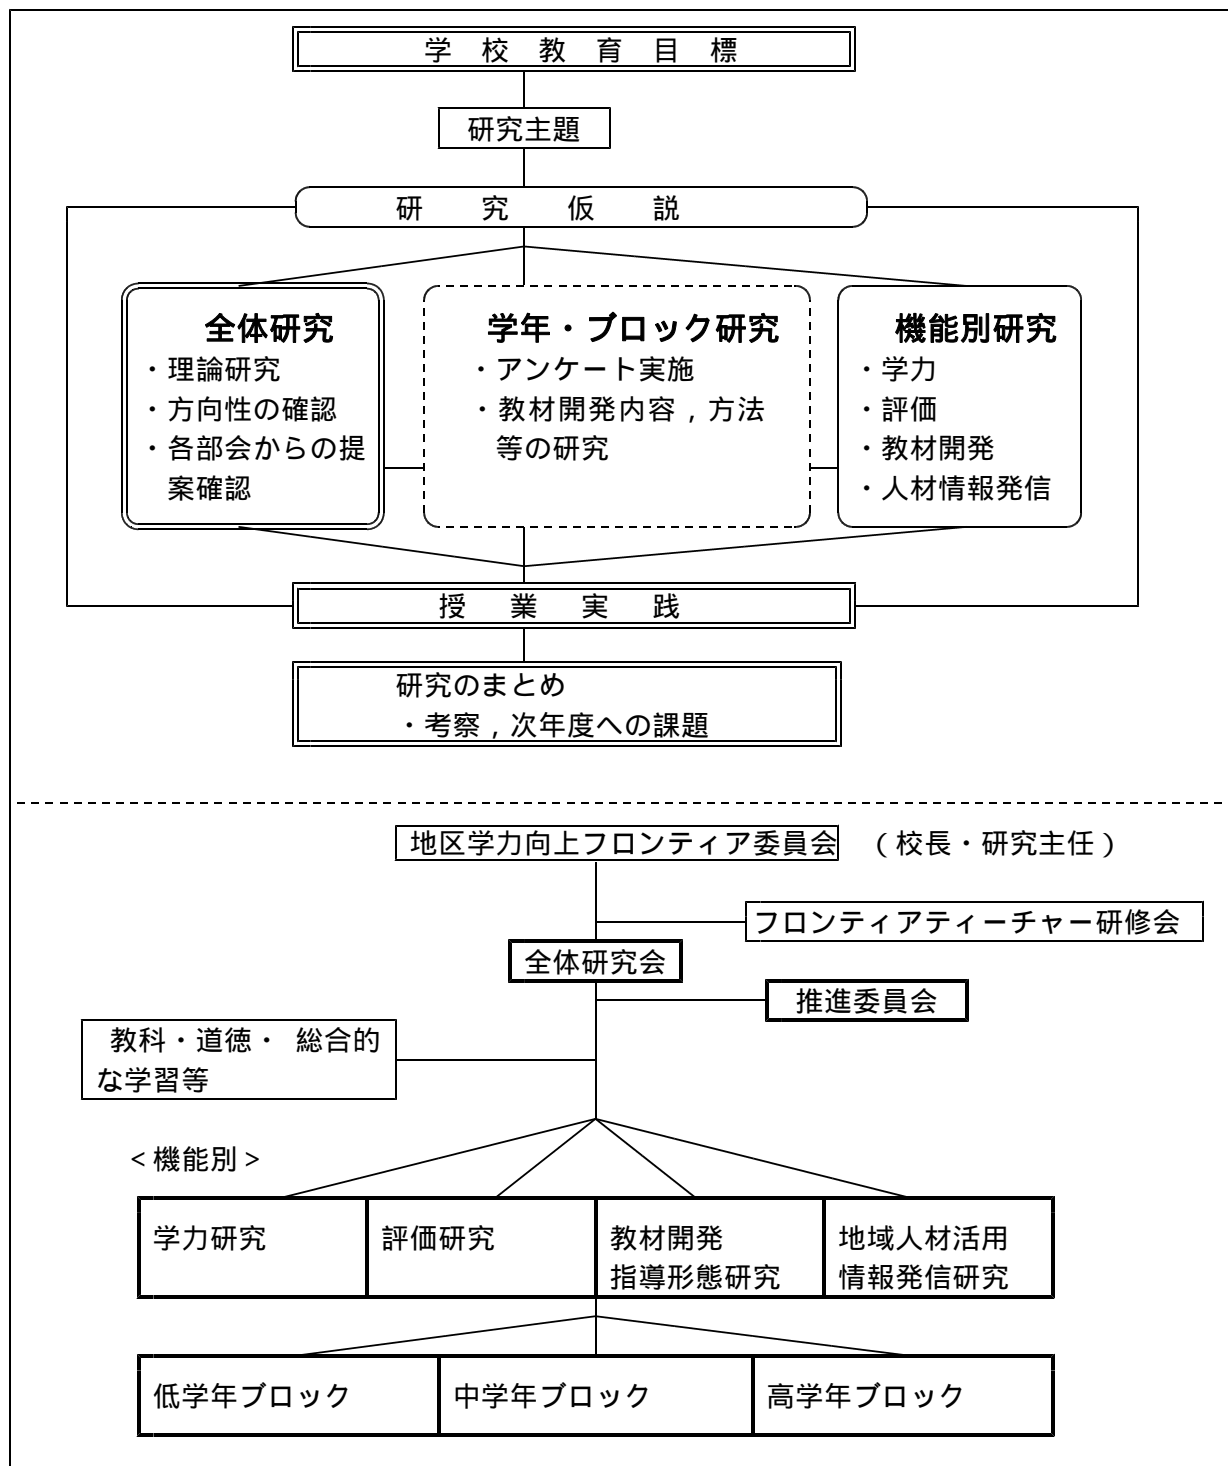 学 校 教 育 目 標
研究主題
研 究 仮 説
全体研究
・理論研究
・方向性の確認
・各部会からの提
案確認
学年・ブロック研究
・アンケート実施
・教材開発内容，方法
等の研究
機能別研究
・学力
・評価
・教材開発
・人材情報発信
授 業 実 践
研究のまとめ
・考察，次年度への課題
地区学力向上フロンティア委員会 （校長・研究主任）
フロンティアティーチャー研修会
全体研究会
推進委員会
教科・道徳・ 総合的
な学習等
＜機能別＞
学力研究
評価研究
教材開発
指導形態研究
地域人材活用
情報発信研究
低学年ブロック
中学年ブロック
高学年ブロック